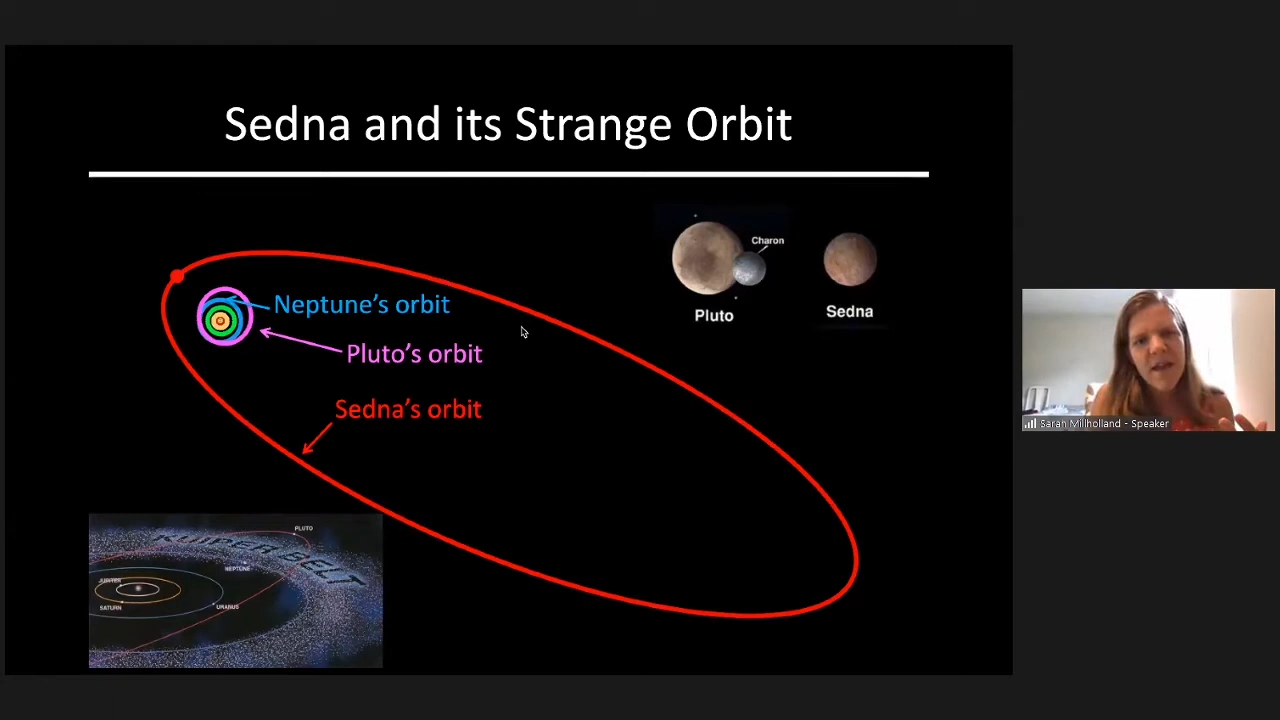 Sedna and its Strange Orbit
Neptune's orbit
Pluto's orbit
Sedna's orbit
Charon
Pluto
Sedna
PLUTO
KUIPER BELT
NEPTUNE
JUPITER
SATURN
URANUS
Sarah Millholland - Speaker